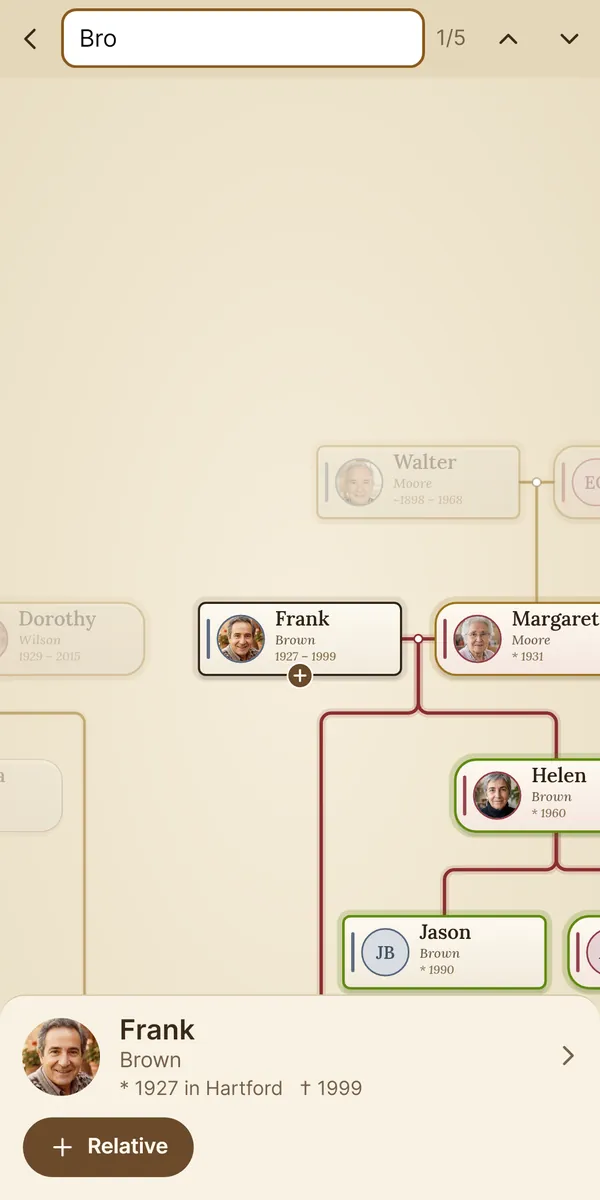 Bro
1/5
Walter
Moore
~1898 – 1968
Dorothy
Wilson
1929 – 2015
Frank
Brown
1927 – 1999
Margaret
Moore
* 1931
a
Helen
Brown
* 1960
JB
Jason
Brown
* 1990
Frank
Brown
* 1927 in Hartford † 1999
+ Relative